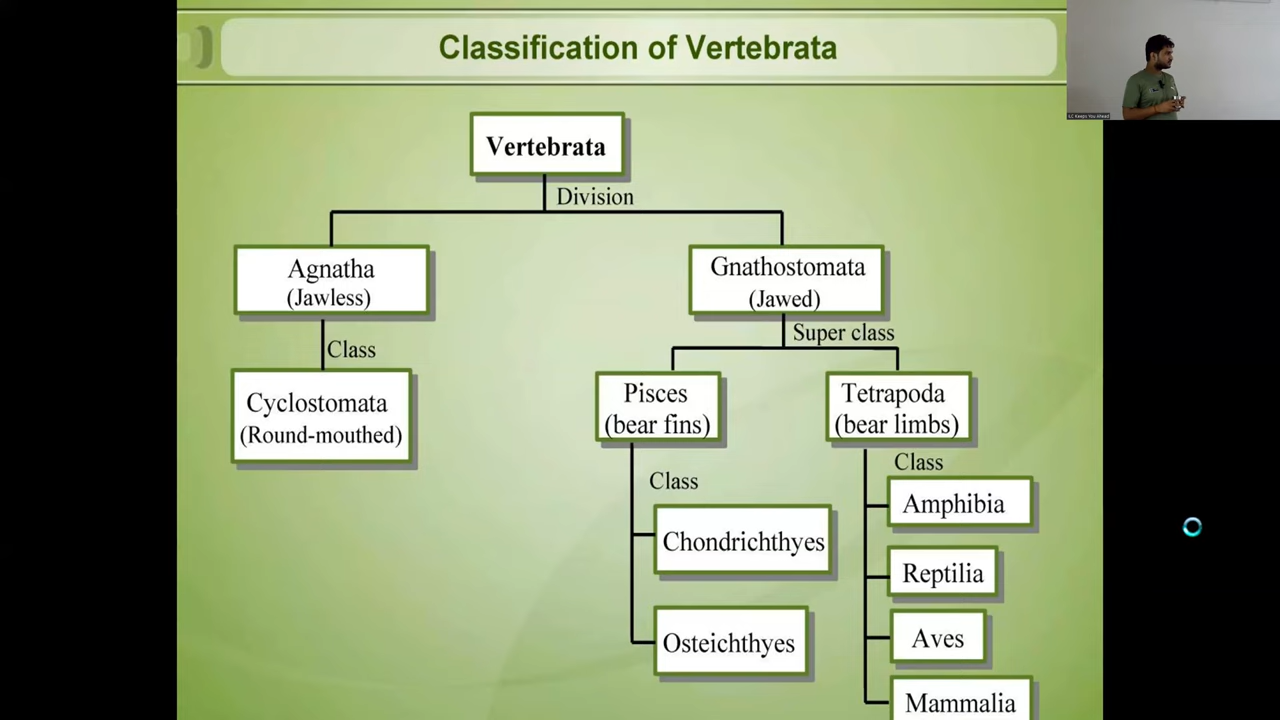 Classification of Vertebrata
Vertebrata
Division
Agnatha
(Jawless)
Gnathostomata
(Jawed)
Class
Super class
Cyclostomata
(Round-mouthed)
Pisces
(bear fins)
Tetrapoda
(bear limbs)
Class
Class
Chondrichthyes
Osteichthyes
Amphibia
Reptilia
Aves
Mammalia